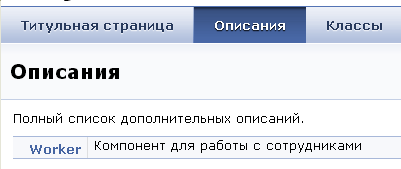 Титульная страница Описания Классы
Описания
Полный список дополнительных описаний.
Worker Компонент для работы с сотрудниками